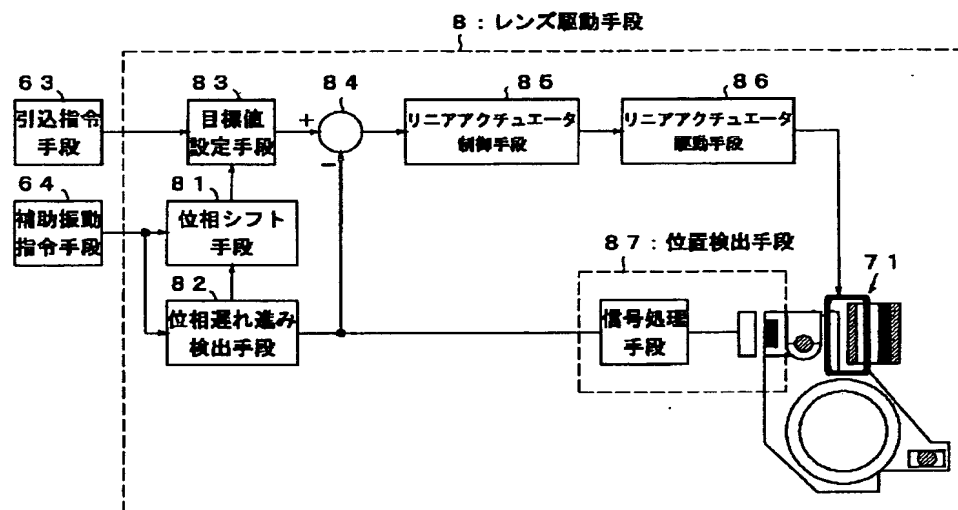 8：レンズ駆動手段
63
引込指令
手段
83
目標値
設定手段
+
84
−
85
リニアアクチュエータ
制御手段
86
リニアアクチュエータ
駆動手段
64
補助振動
指令手段
81
位相シフト
手段
82
位相遅れ進み
検出手段
87：位置検出手段
信号処理
手段
71